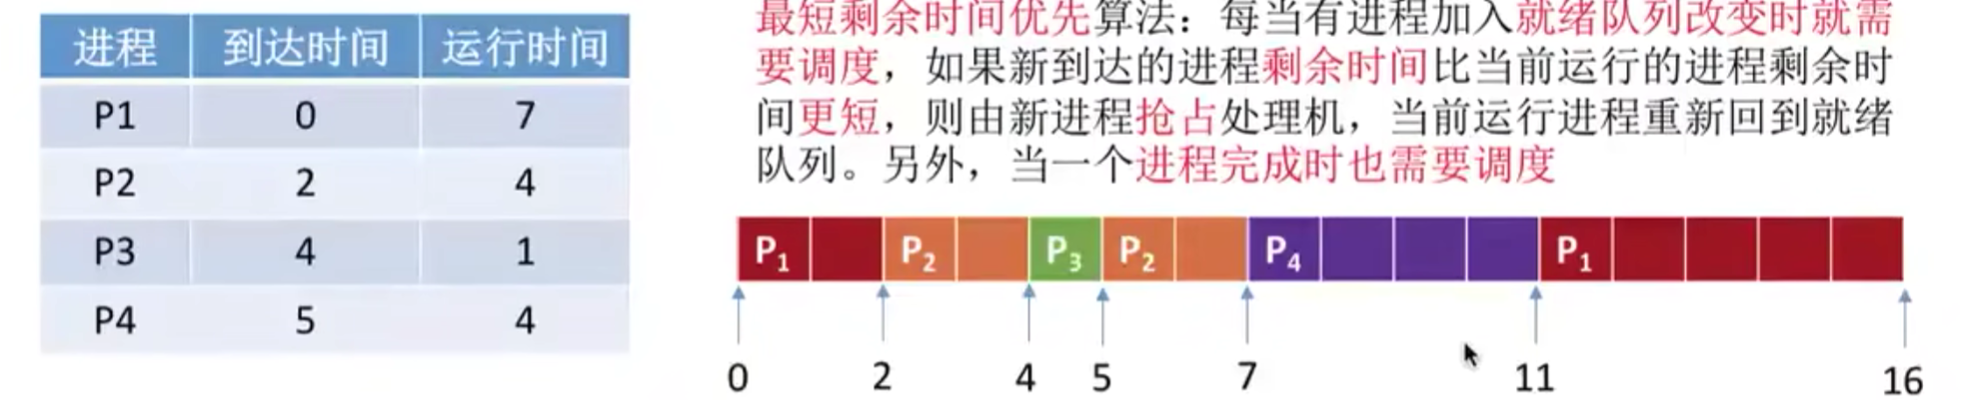 进程 到达时间 运行时间
P1 0 7
P2 2 4
P3 4 1
P4 5 4
最短剩余时间优先算法：每当有进程加入就绪队列改变时就需
要调度，如果新到达的进程剩余时间比当前运行的进程剩余时
间更短，则由新进程抢占处理机，当前运行进程重新回到就绪
队列。另外，当一个进程完成时也需要调度
P1 P2 P3 P2 P4 P1
0 2 4 5 7 11 16